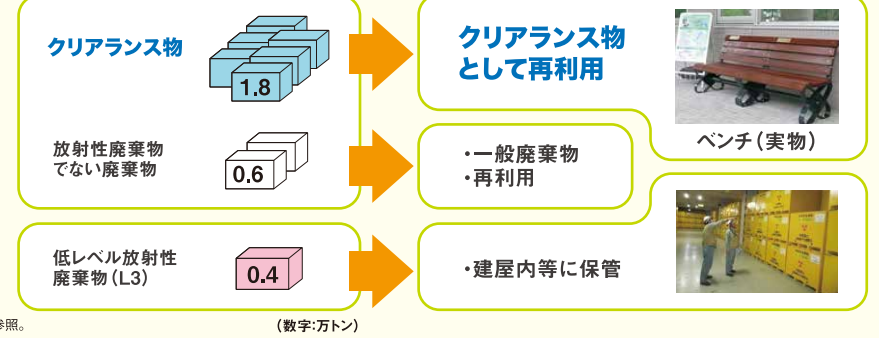 クリアランス物
1.8
クリアランス物
として再利用
ベンチ（実物）
放射性廃棄物
でない廃棄物
0.6
・一般廃棄物
・再利用
低レベル放射性
廃棄物（L3）
0.4
・建屋内等に保管
参照。
（数字:万トン）